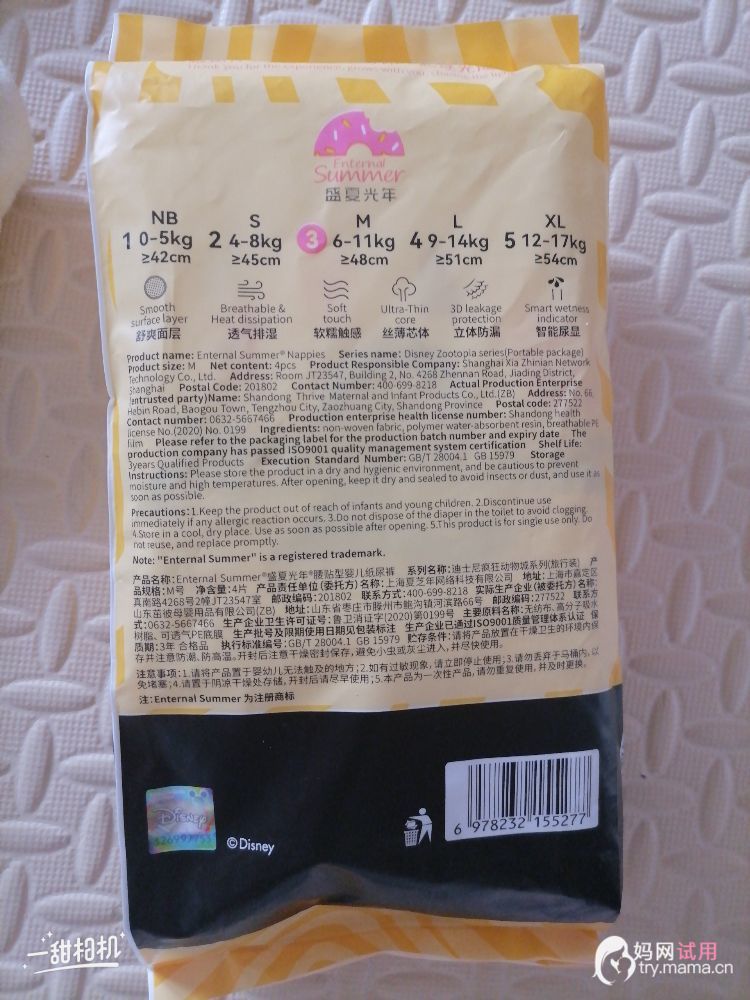 Enternal
Summer
盛夏光年
NB S M L XL
1 0-5kg 2 4-8kg 3 6-11kg 4 9-14kg 5 12-17kg
≥42cm ≥45cm ≥48cm ≥51cm ≥54cm
Smooth Breathable & Soft Ultra-Thin 3D leakage Smart wetness
surface layer Heat dissipation touch core protection indicator
舒爽面层 透气排湿 软糯触感 丝薄芯体 立体防漏 智能尿显
Product name: Enternal Summer® Nappies Series name: Disney Zootopia series(Portable package)
Product size: M Net content: 4pcs Product Responsible Company: Shanghai Xia Zhinian Network
Technology Co., Ltd. Address: Room JT23547, Building 2, No. 4268 Zhennan Road, Jiading District,
Shanghai Postal Code: 201802 Contact Number: 400-699-8218 Actual Production Enterprise
(entrusted party)Name: Shandong Thrive Maternal and Infant Products Co., Ltd.(ZB) Address: No. 66,
Hebin Road, Baogou Town, Tengzhou City, Zaozhuang City, Shandong Province Postal code: 277522
Contact number: 0632-5667466 Production enterprise health license number: Shandong health
license No.(2020) No. 0199 Ingredients: non-woven fabric, polymer water-absorbent resin, breathable PE
film Please refer to the packaging label for the production batch number and expiry date The
production company has passed ISO9001 quality management system certification Shelf Life:
3years Qualified Products Execution Standard Number: GB/T 28004.1 GB 15979 Storage
Instructions: Please store the product in a dry and hygienic environment, and be cautious to prevent
moisture and high temperatures. After opening, keep it dry and sealed to avoid insects or dust, and use it as
soon as possible.
Precautions: 1.Keep the product out of reach of infants and young children. 2.Discontinue use
immediately if any allergic reaction occurs. 3.Do not dispose of the diaper in the toilet to avoid clogging.
4.Store in a cool, dry place. Use as soon as possible after opening. 5.This product is for single use only. Do
not reuse, and replace promptly.
Note: "Enternal Summer" is a registered trademark.
产品名称: Enternal Summer®盛夏光年®腰贴型婴儿纸尿裤 系列名称: 迪士尼疯狂动物城系列(旅行装) 产
品规格: M号 净含量: 4片 产品责任单位(委托方)名称: 上海夏芝年网络科技有限公司 地址: 上海市嘉定区
真南路4268号2幢JT23547室 邮政编码: 201802 联系方式: 400-699-8218 实际生产企业(被委托方)名称:
山东茁彼母婴用品有限公司(ZB) 地址: 山东省枣庄市滕州市鲍沟镇河滨路66号 邮政编码: 277522 联系方
式: 0632-5667466 生产企业卫生许可证号: 鲁卫消证字(2020)第0199号 主要原料名称: 无纺布、高分子吸水
树脂、可透气PE底膜 生产批号及限期使用日期见包装标注 生产企业已通过ISO9001质量管理体系认证 保
质期: 3年 合格品 执行标准编号: GB/T 28004.1 GB 15979 贮存条件: 请将产品放置在干燥卫生的环境内保
存并注意防潮、防高温。开封后注意干燥密封保存, 避免小虫或灰尘进入, 并尽快使用。
注意事项: 1.请将产品置于婴幼儿无法触及的地方; 2.如有过敏现象, 请立即停止使用; 3.请勿丢弃于马桶内, 以
免堵塞; 4.请置于阴凉干燥处存储, 开封后请尽早使用; 5.本产品为一次性产品, 请勿重复使用, 并及时更换。
注: Enternal Summer 为注册商标
Disney
©Disney
6 978232 155277
一甜相机
妈网试用
try.mama.cn